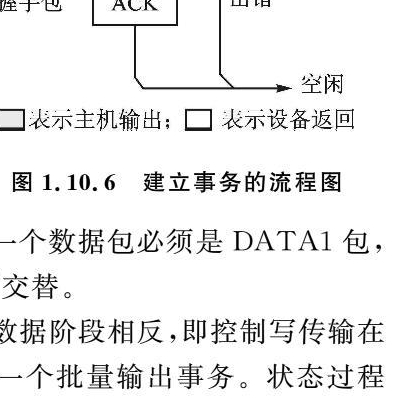 握手包
ACK
出错
空闲
表示主机输出； 表示设备返回
图 1.10.6 建立事务的流程图
一个数据包必须是 DATA1 包，
交替。
数据阶段相反，即控制写传输在
一个批量输出事务。状态过程